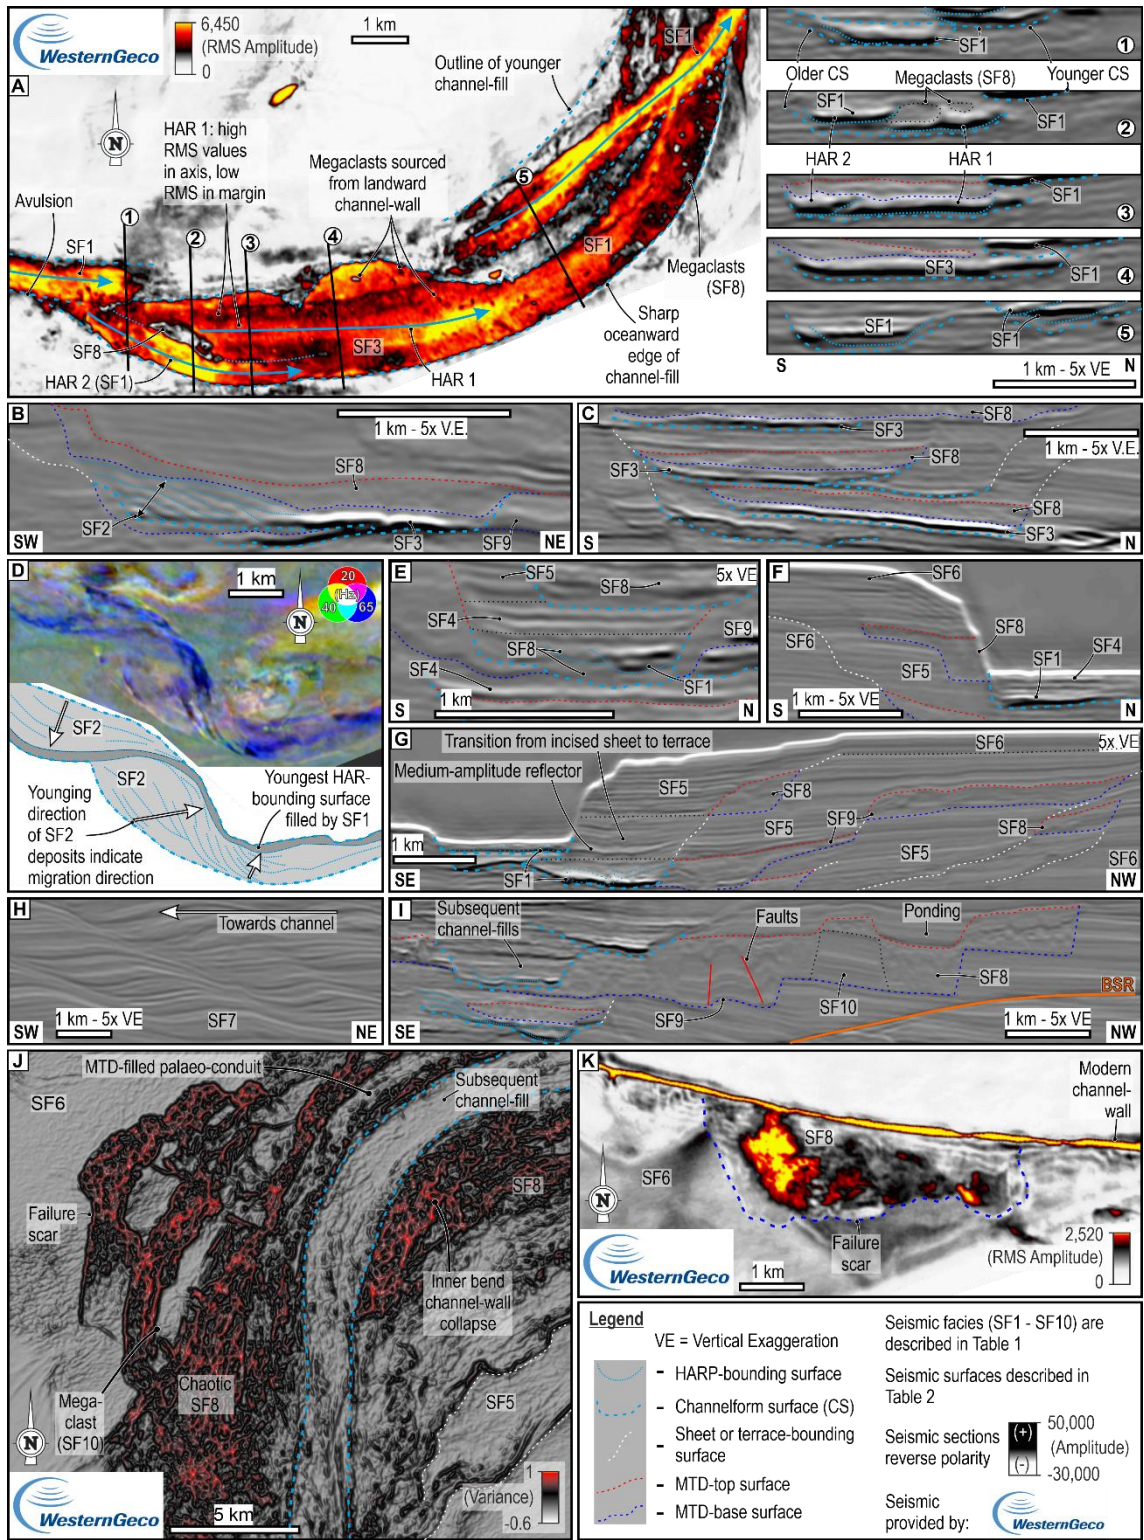 WesternGeco
6,450
(RMS Amplitude)
0
1 km
A
N
Outline of younger
channel-fill
SF1
HAR 1: high
RMS values
in axis, low
RMS in margin
Megaclasts sourced
from landward
channel-wall
Avulsion
SF1
1
2
3
4
5
SF1
Megaclasts
(SF8)
SF8
SF3
HAR 2 (SF1)
HAR 1
Sharp
oceanward
edge of
channel-fill
SF1
1
Older CS
Megaclasts (SF8)
Younger CS
SF1
SF1
2
HAR 2
HAR 1
SF1
3
SF3
SF1
4
SF1
SF1
5
S
N
1 km - 5x VE
B
1 km - 5x V.E.
SF8
SF2
SW
SF3
SF9
NE
C
SF8
SF3
1 km - 5x V.E.
SF3
SF8
SF8
SF3
S
N
D
1 km
N
20
(Hz)
40
65
SF2
SF2
Younging
direction
of SF2
deposits indicate
migration direction
Youngest HAR-
bounding surface
filled by SF1
E
SF5
SF8
5x VE
SF4
SF9
SF8
SF4
SF1
S
1 km
N
F
SF6
SF6
SF8
SF5
SF1
SF4
1 km - 5x VE
S
N
G
Transition from incised sheet to terrace
Medium-amplitude reflector
SF6
5x VE
SF5
SF8
SF9
SF5
SF8
1 km
SF5
SF6
SF1
SE
NW
H
Towards channel
1 km - 5x VE
SF7
SW
NE
I
Subsequent
channel-fills
Faults
Ponding
SF8
SF10
BSR
SF9
1 km - 5x VE
SE
NW
J
MTD-filled palaeo-conduit
SF6
Subsequent
channel-fill
SF8
Failure
scar
Inner bend
channel-wall
collapse
Chaotic
SF8
Mega-
clast
(SF10)
SF5
N
1
(Variance)
-0.6
WesternGeco
5 km
K
Modern
channel-
wall
SF8
SF6
N
Failure
scar
2,520
(RMS Amplitude)
0
WesternGeco
1 km
Legend
VE = Vertical Exaggeration
- HARP-bounding surface
- Channelform surface (CS)
- Sheet or terrace-bounding
surface
- MTD-top surface
- MTD-base surface
Seismic facies (SF1 - SF10) are
described in Table 1
Seismic surfaces described in
Table 2
Seismic sections
reverse polarity
(+)
(-)
50,000
(Amplitude)
-30,000
Seismic
provided by:
WesternGeco